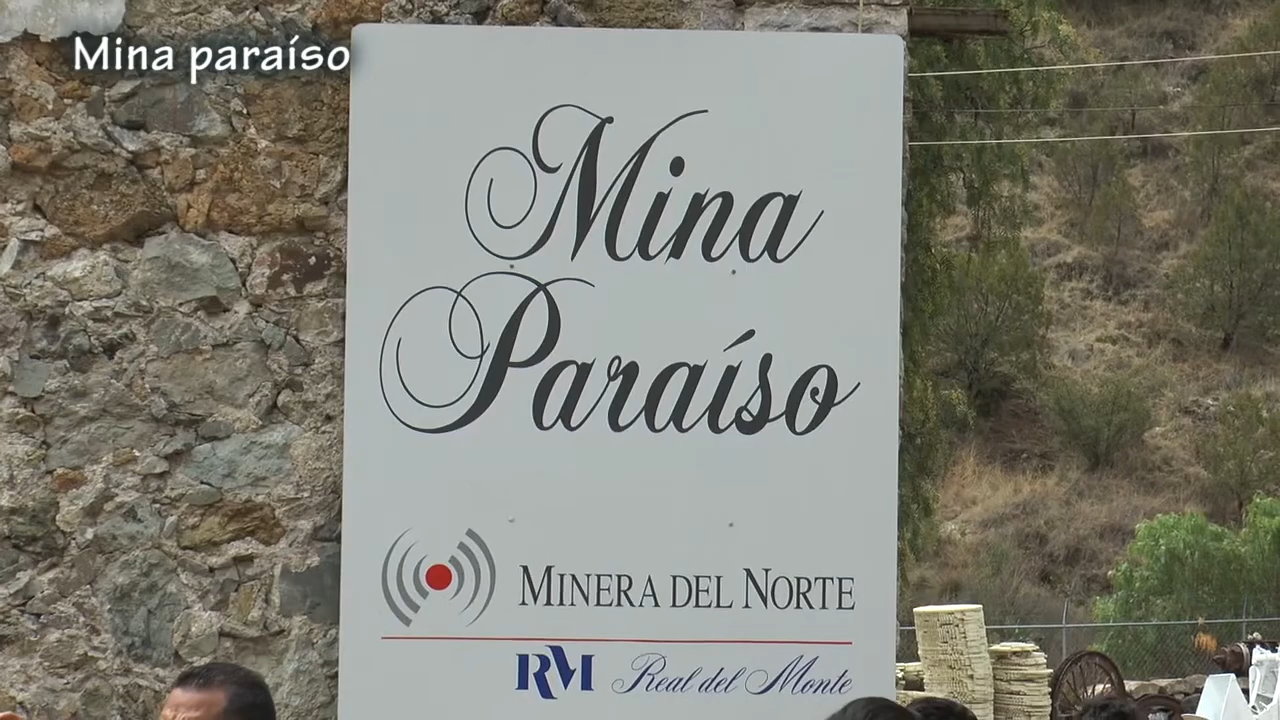 Mina paraíso
Mina
Paraíso
MINERA DEL NORTE
RM Real del Monte